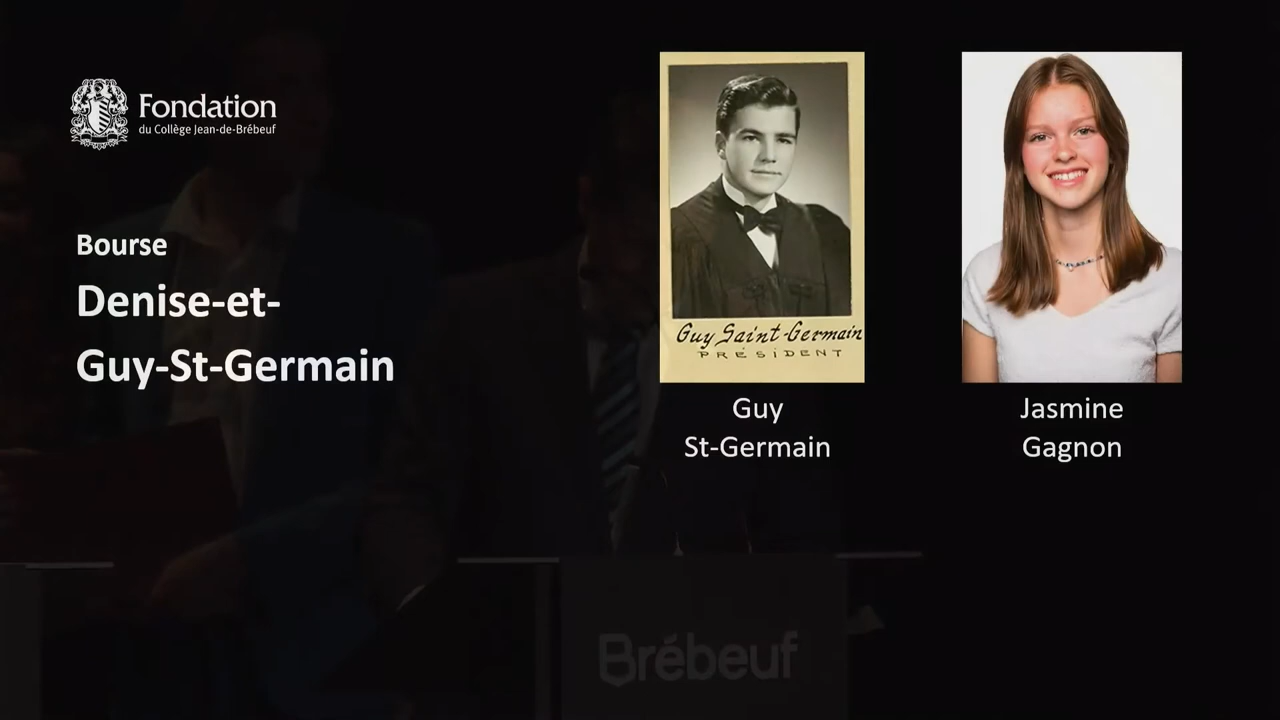 Fondation
du Collège Jean-de-Brébeuf
Bourse
Denise-et-
Guy-St-Germain
Guy Saint-Germain
PRÉSIDENT
Guy
St-Germain
Jasmine
Gagnon
Brébeuf